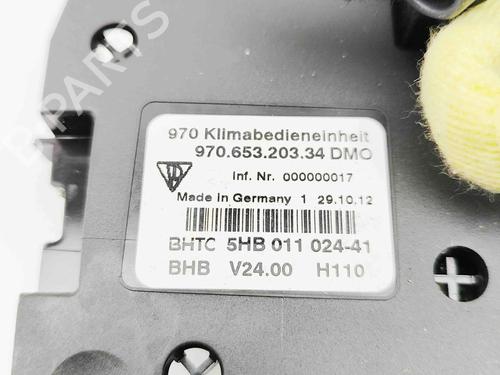 970 Klimabedieneinheit
970.653.203.34 DMO
Inf. Nr. 000000017
Made in Germany 1 29.10.12
BHTC 5HB 011 024-41
BHB V24.00 H110
B-PARTS